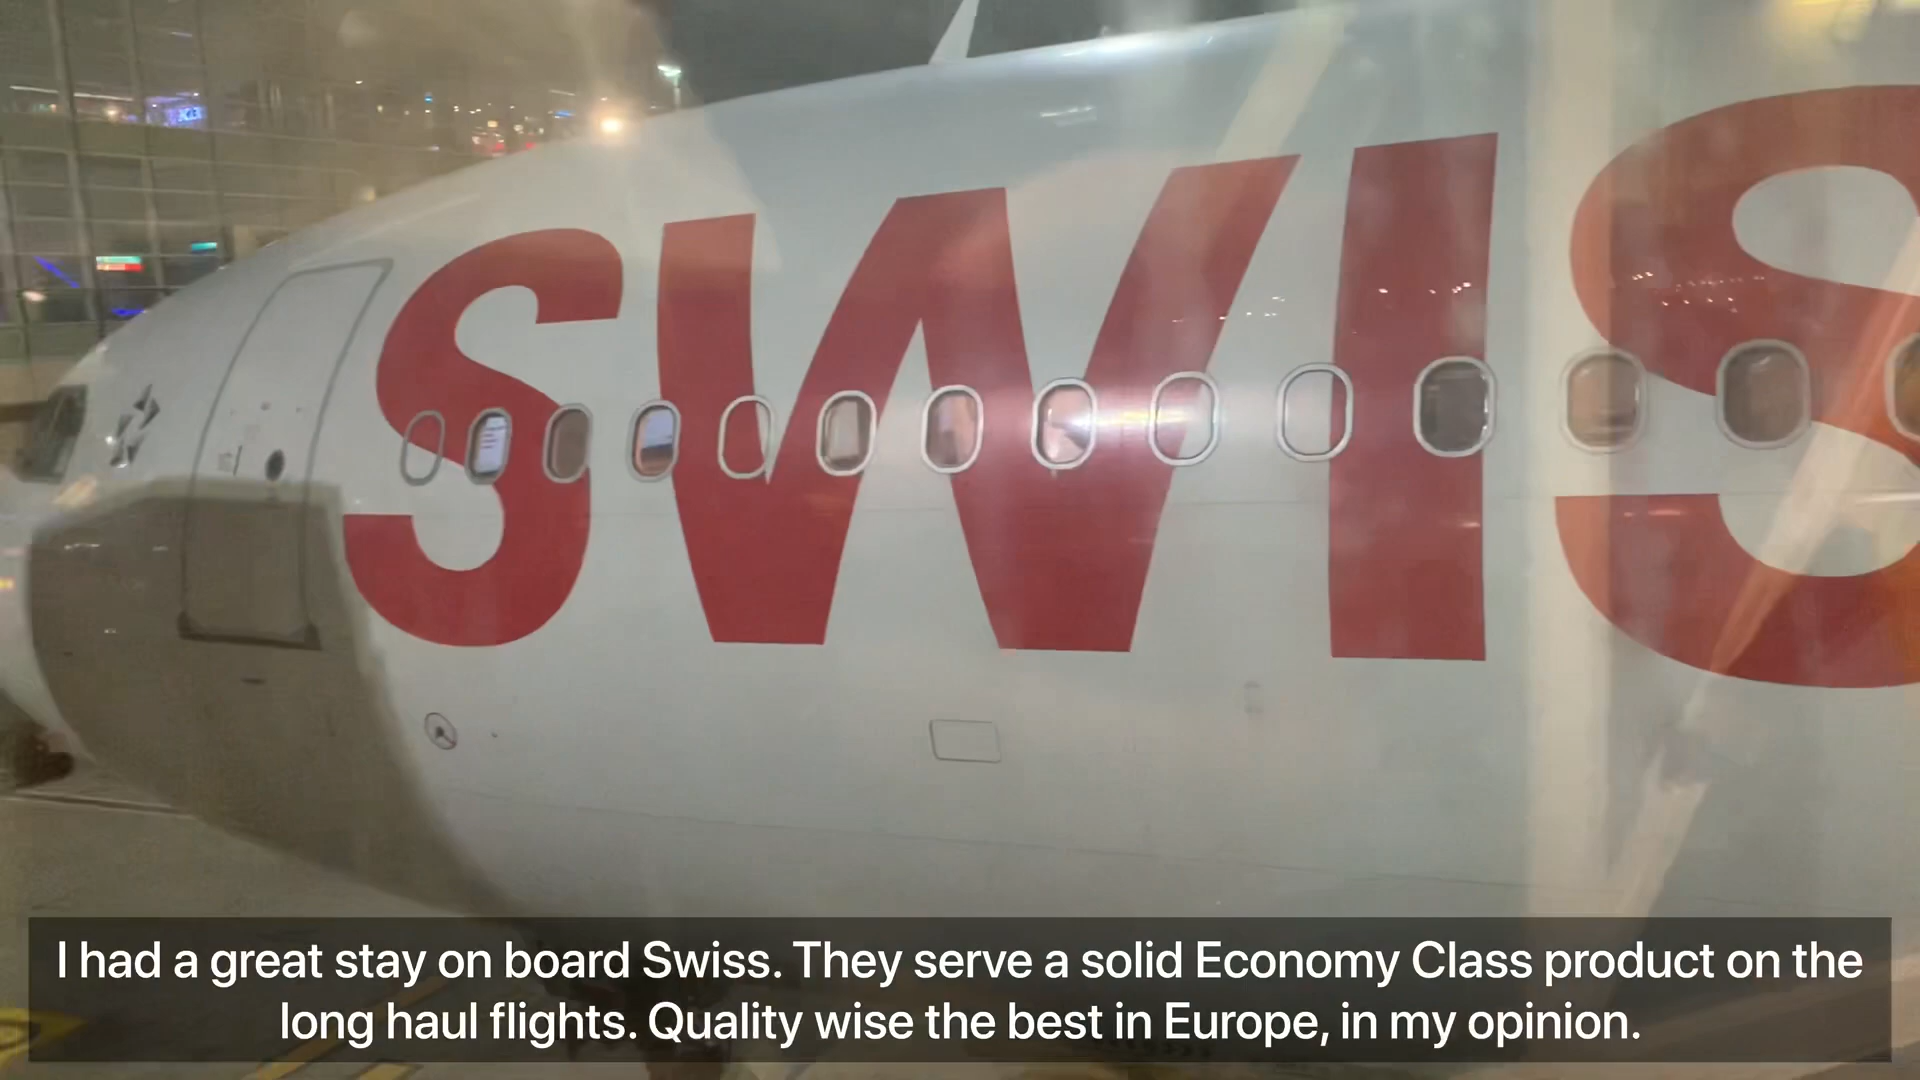 SWIS
I had a great stay on board Swiss. They serve a solid Economy Class product on the
long haul flights. Quality wise the best in Europe, in my opinion.